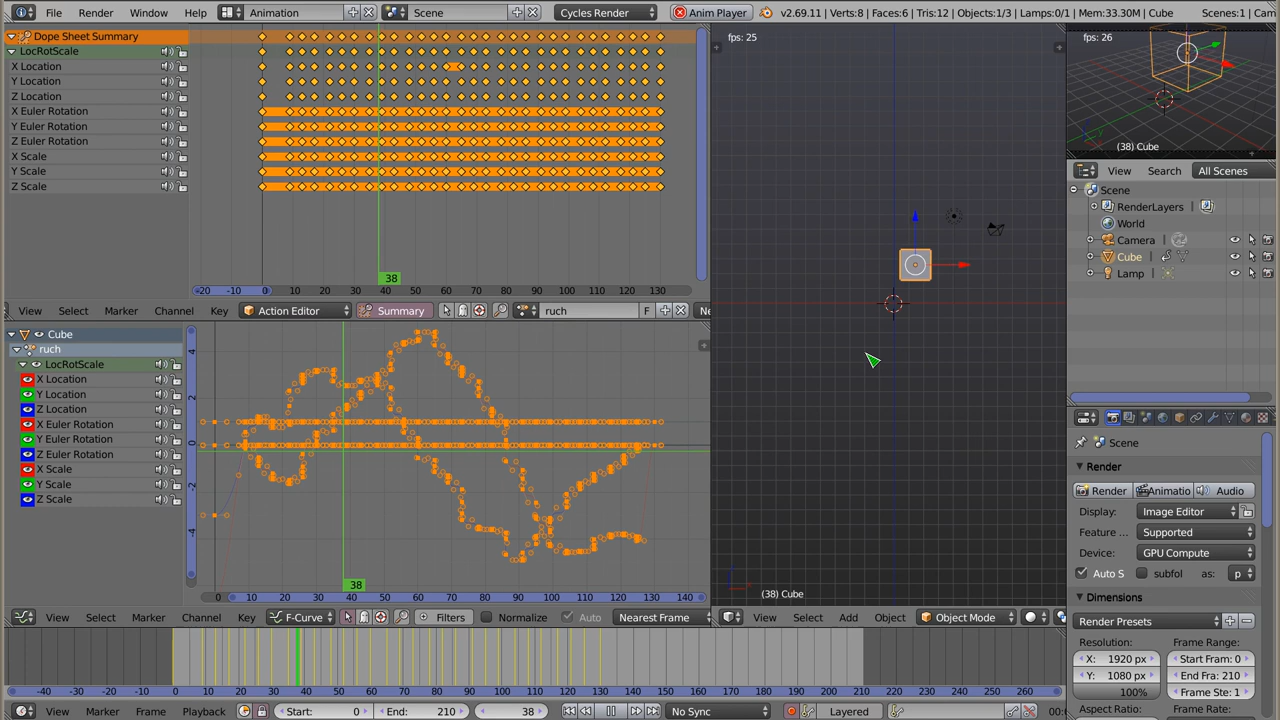 File Render Window Help Animation Scene Cycles Render Anim Player v2.69.11 | Verts:8 | Faces:6 | Tris:12 | Objects:1/3 | Lamps:0/1 | Mem:33.30M | Cube Scenes:1 | Cam
Dope Sheet Summary
LocRotScale
X Location
Y Location
Z Location
X Euler Rotation
Y Euler Rotation
Z Euler Rotation
X Scale
Y Scale
Z Scale
38
-20 0 10 20 30 40 50 60 70 80 90 100 110 120 130
View Select Marker Channel Key Action Editor Summary ruch F Ne
Cube
ruch
LocRotScale
X Location
Y Location
Z Location
X Euler Rotation
Y Euler Rotation
Z Euler Rotation
X Scale
Y Scale
Z Scale
4
2
0
-2
-4
38
0 10 20 30 40 50 60 70 80 90 100 110 120 130 140
View Select Marker Channel Key F-Curve Filters Normalize Auto Nearest Frame
fps: 25
(38) Cube
View Select Add Object Object Mode
fps: 26
(38) Cube
View Search All Scenes
Scene
RenderLayers
World
Camera
Cube
Lamp
Scene
Render
Render Animatio Audio
Display: Image Editor
Feature ... Supported
Device: GPU Compute
Auto S subfol as: p
Dimensions
Render Presets
Resolution: Frame Range:
X: 1920 px Start Fram: 0
Y: 1080 px End Fra: 210
100% Frame Ste: 1
Aspect Ratio: Frame Rate:
-40 -30 -20 -10 0 10 20 30 40 50 60 70 80 90 100 110 120 130 140 150 160 170 180 190 200 210 220 230 240 250 260
View Marker Frame Playback Start: 0 End: 210 38 No Sync Layered 00: